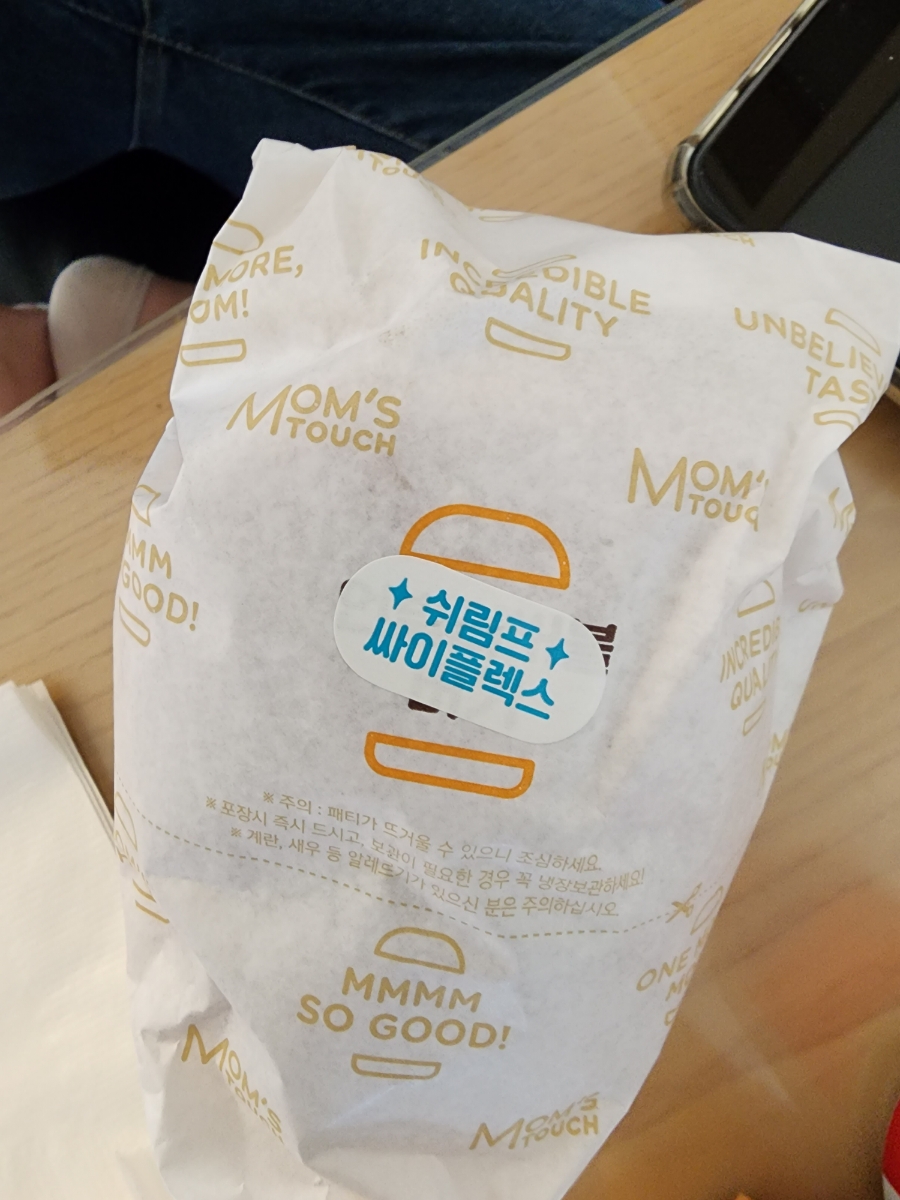 INCREDIBLE
QUALITY
MORE,
OM!
UNBELIEV
TAS
MOM'S
TOUCH
MOM'S
TOUC
MMM
GOOD!
쉬림프
싸이플렉스
INCREDIB
QUAL
※ 주의 : 패티가 뜨거울 수 있으니 조심하세요.
※ 포장시 즉시 드시고, 보관이 필요한 경우 꼭 냉장보관하세요!
※ 계란, 새우 등 알레뜨기가 있으신 분은 주의하십시오.
MMMM
SO GOOD!
ONE
MOM'S
TOUCH
MOM'S
TOUCH